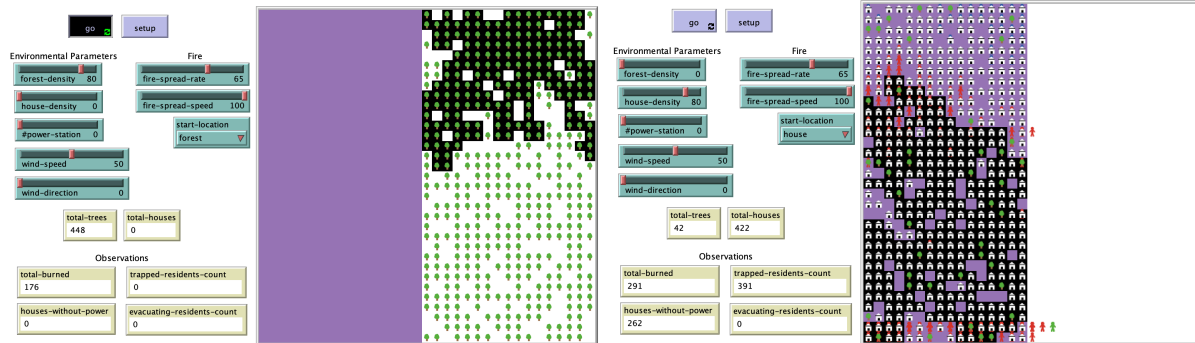 go setup
Environmental Parameters Fire
forest-density 80 fire-spread-rate 65
house-density 0 fire-spread-speed 100
#power-station 0 start-location
forest
wind-speed 50
wind-direction 0
total-trees total-houses
448 0
Observations
total-burned trapped-residents-count
176 0
houses-without-power evacuating-residents-count
0 0
go setup
Environmental Parameters Fire
forest-density 0 fire-spread-rate 65
house-density 80 fire-spread-speed 100
#power-station 0 start-location
house
wind-speed 50
wind-direction 0
total-trees total-houses
42 422
Observations
total-burned trapped-residents-count
291 391
houses-without-power evacuating-residents-count
262 0